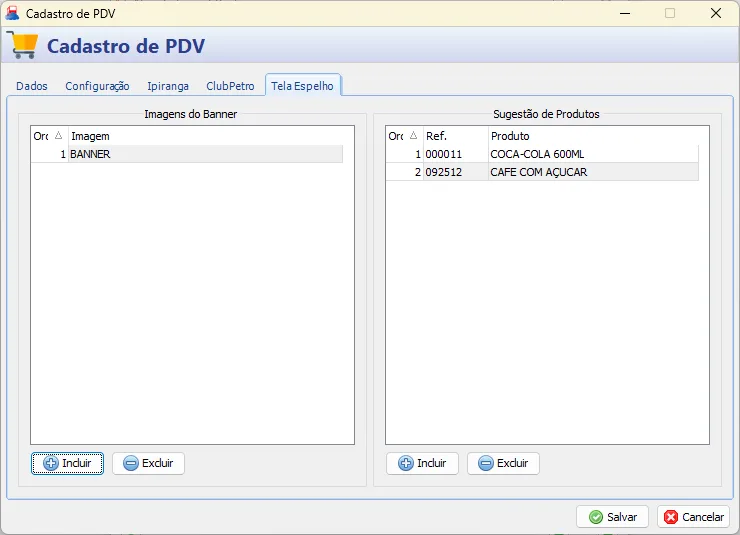 Cadastro de PDV
Cadastro de PDV
Dados Configuração Ipiranga ClubPetro Tela Espelho
Imagens do Banner
Orc Imagem
1 BANNER
Incluir Excluir
Sugestão de Produtos
Orc Ref. Produto
1 000011 COCA-COLA 600ML
2 092512 CAFE COM AÇUCAR
Incluir Excluir
Salvar Cancelar